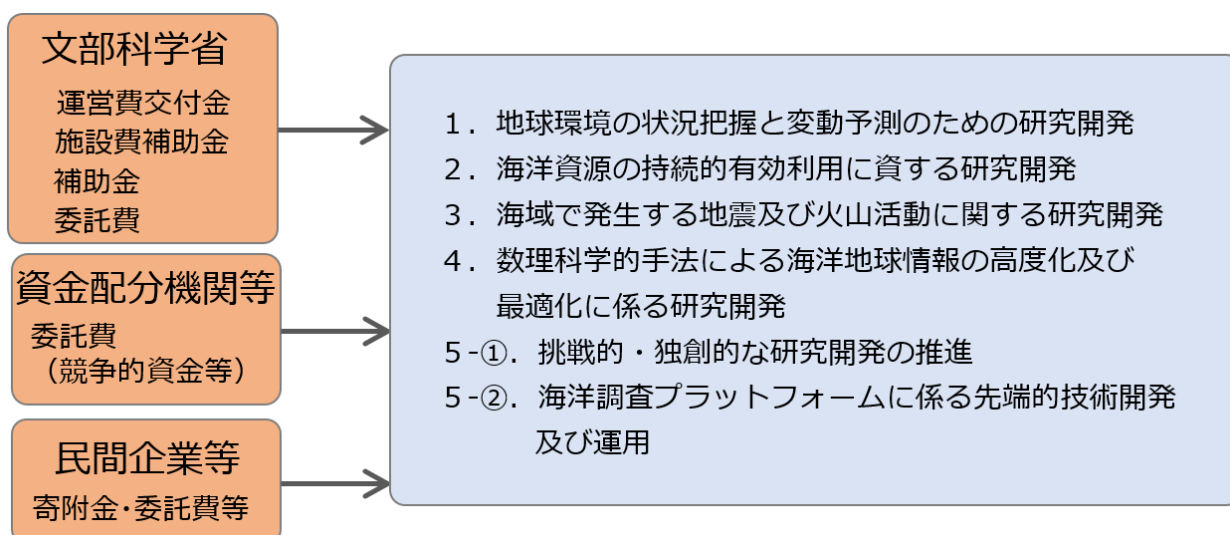 文部科学省
運営費交付金
施設費補助金
補助金
委託費
資金配分機関等
委託費
（競争的資金等）
民間企業等
寄附金・委託費等
１．地球環境の状況把握と変動予測のための研究開発
２．海洋資源の持続的有効利用に資する研究開発
３．海域で発生する地震及び火山活動に関する研究開発
４．数理科学的手法による海洋地球情報の高度化及び
最適化に係る研究開発
５-①．挑戦的・独創的な研究開発の推進
５-②．海洋調査プラットフォームに係る先端的技術開発
及び運用